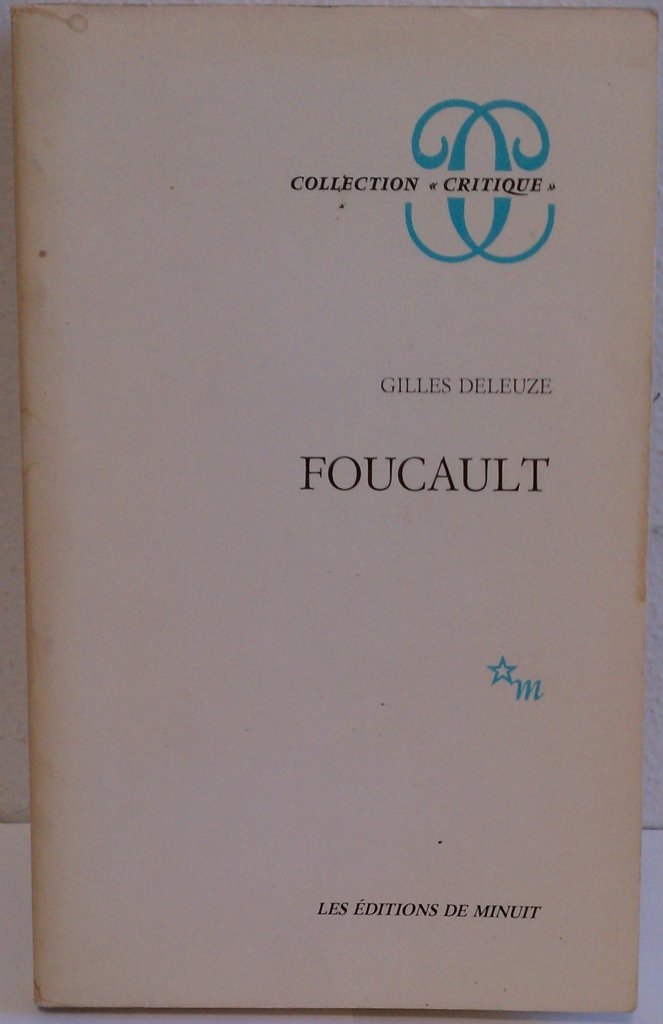 COLLECTION « CRITIQUE »
GILLES DELEUZE
FOUCAULT
m
LES ÉDITIONS DE MINUIT